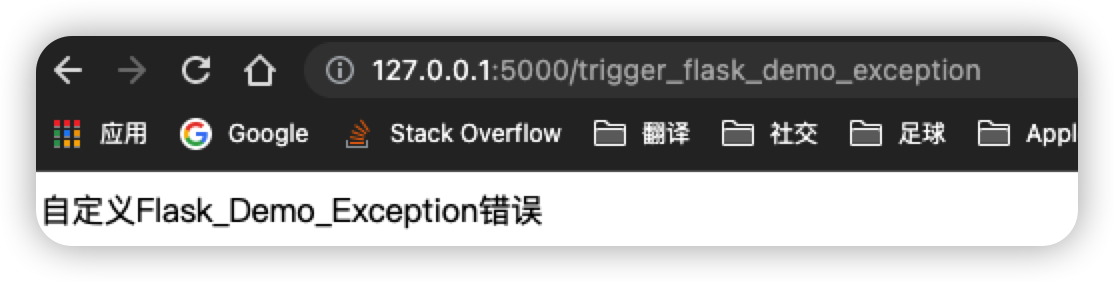 127.0.0.1:5000/trigger_flask_demo_exception
应用 Google Stack Overflow 翻译 社交 足球 Appl
自定义Flask_Demo_Exception错误